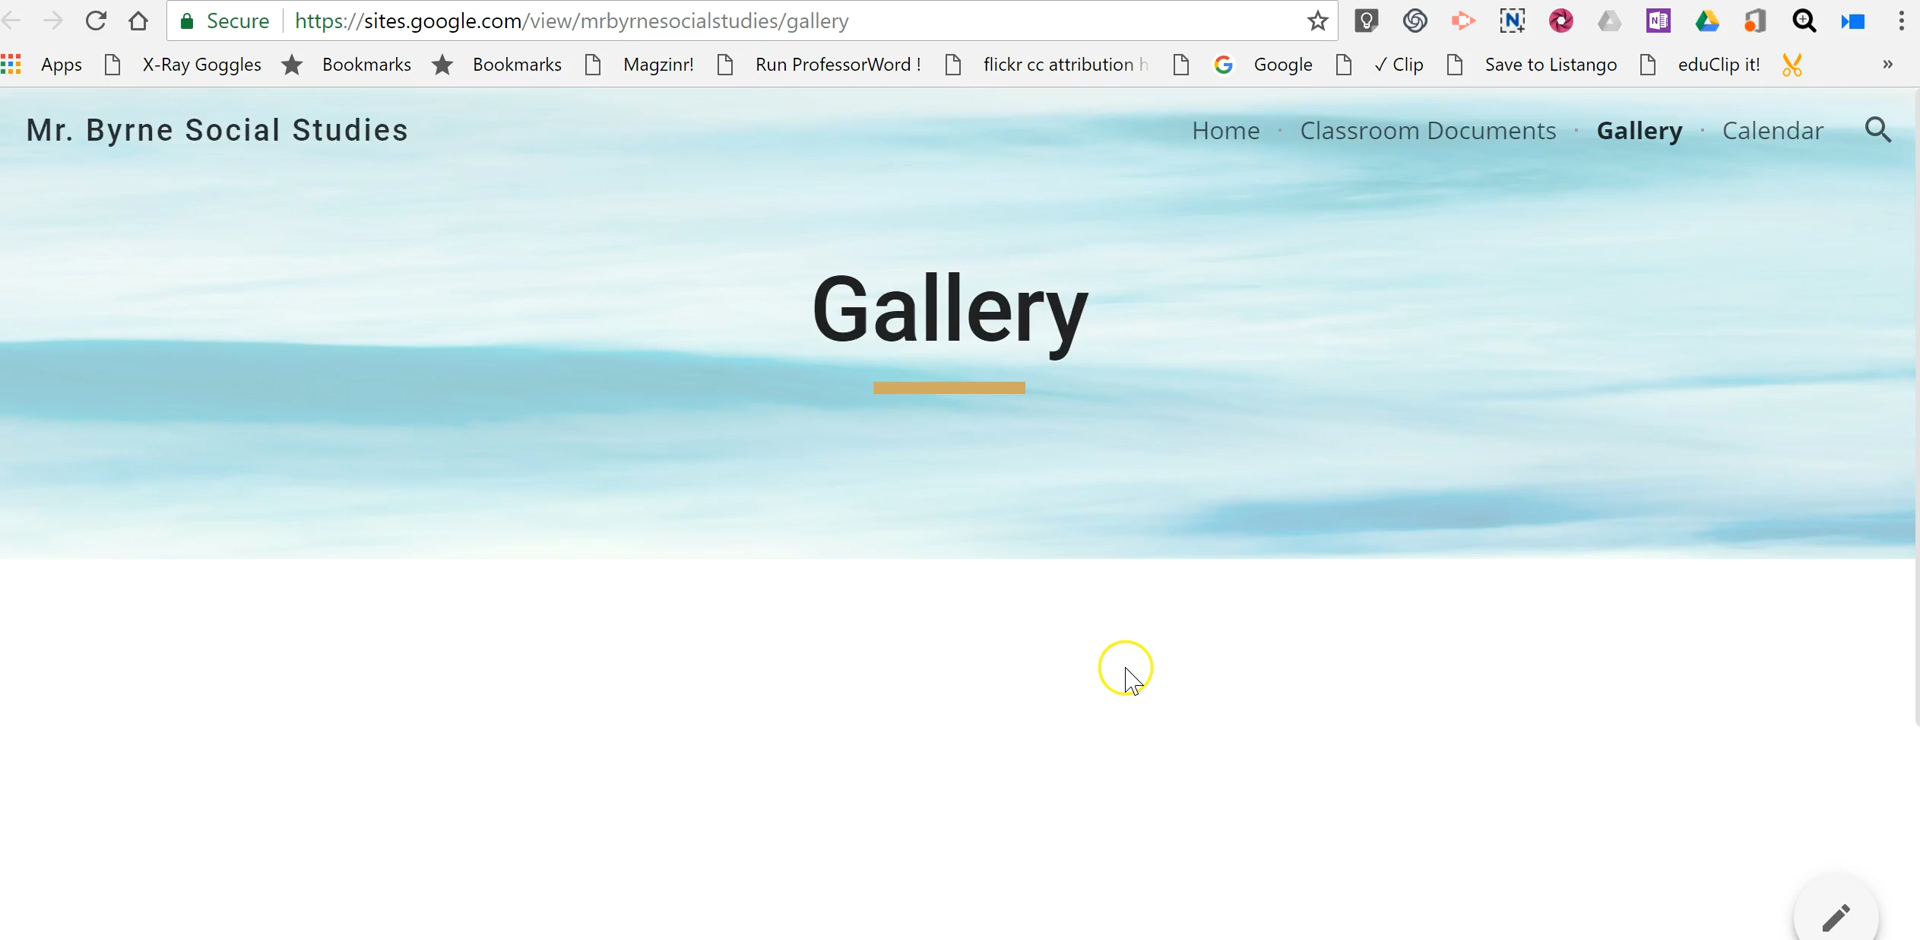 Secure https://sites.google.com/view/mrbyrnesocialstudies/gallery
Apps X-Ray Goggles Bookmarks Bookmarks Magzinr! Run ProfessorWord ! flickr cc attribution Google ✓ Clip Save to Listango eduClip it! »
Mr. Byrne Social Studies Home · Classroom Documents · Gallery · Calendar
Gallery